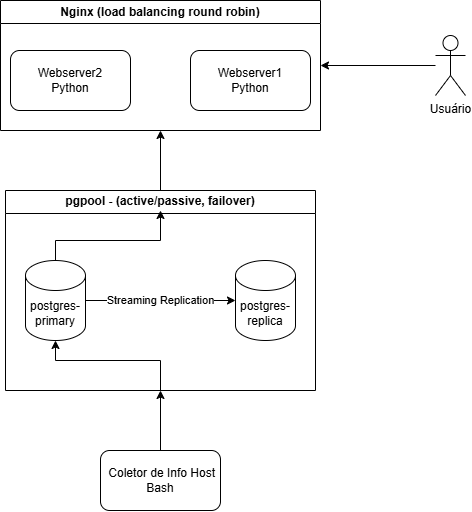 Nginx (load balancing round robin)
Webserver2
Python
Webserver1
Python
Usuário
pgpool - (active/passive, failover)
postgres-
primary
Streaming Replication
postgres-
replica
Coletor de Info Host
Bash